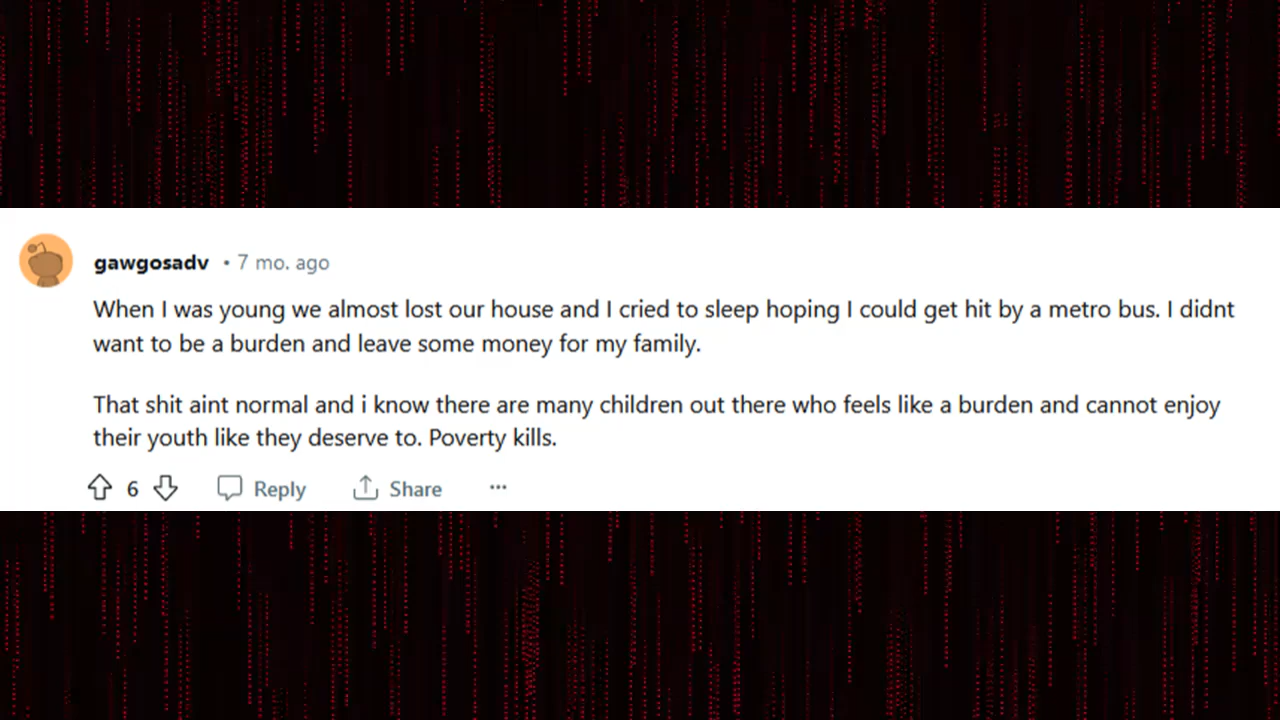 gawgosadv • 7 mo. ago
When I was young we almost lost our house and I cried to sleep hoping I could get hit by a metro bus. I didnt
want to be a burden and leave some money for my family.
That shit aint normal and i know there are many children out there who feels like a burden and cannot enjoy
their youth like they deserve to. Poverty kills.
6 Reply Share ...